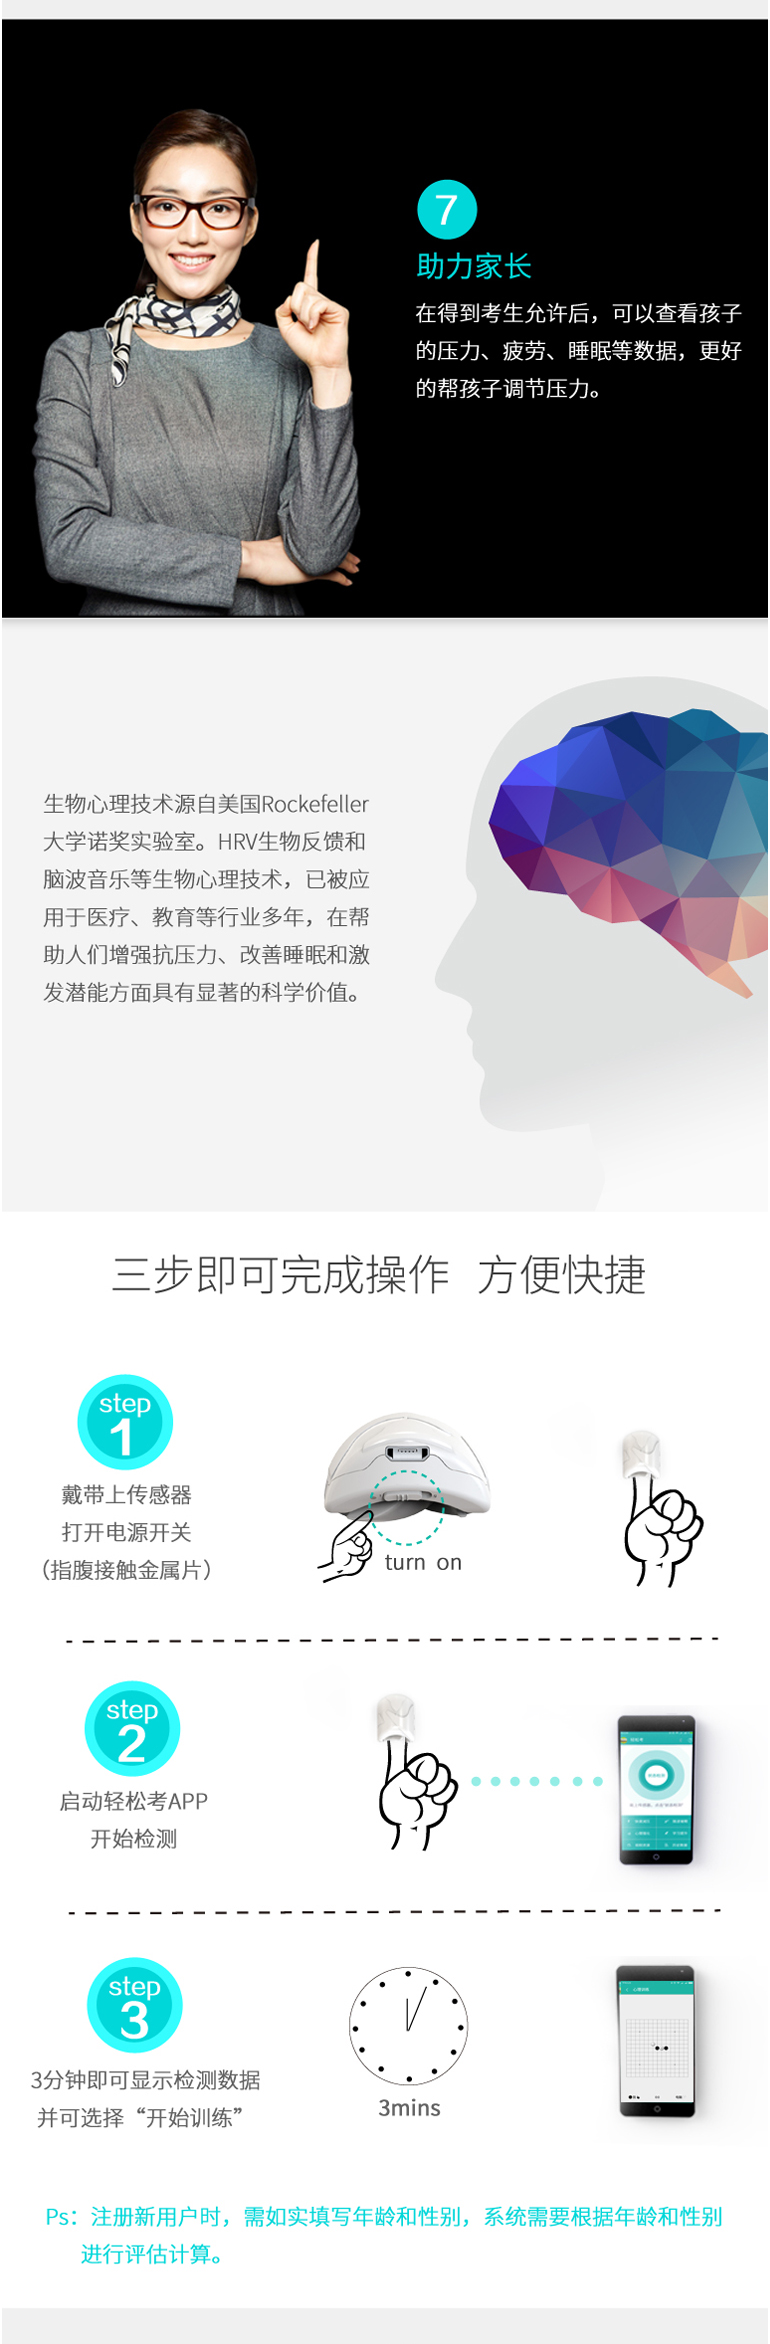 7
助力家长
在得到考生允许后，可以查看孩子
的压力、疲劳、睡眠等数据，更好
的帮孩子调节压力。
生物心理技术源自美国Rockefeller
大学诺奖实验室。HRV生物反馈和
脑波音乐等生物心理技术，已被应
用于医疗、教育等行业多年，在帮
助人们增强抗压力、改善睡眠和激
发潜能方面具有显著的科学价值。
三步即可完成操作 方便快捷
step
1
戴带上传感器
打开电源开关
（指腹接触金属片）
turn on
step
2
启动轻松考APP
开始检测
step
3
3分钟即可显示检测数据
并可选择“开始训练”
3mins
Ps：注册新用户时，需如实填写年龄和性别，系统需要根据年龄和性别
进行评估计算。